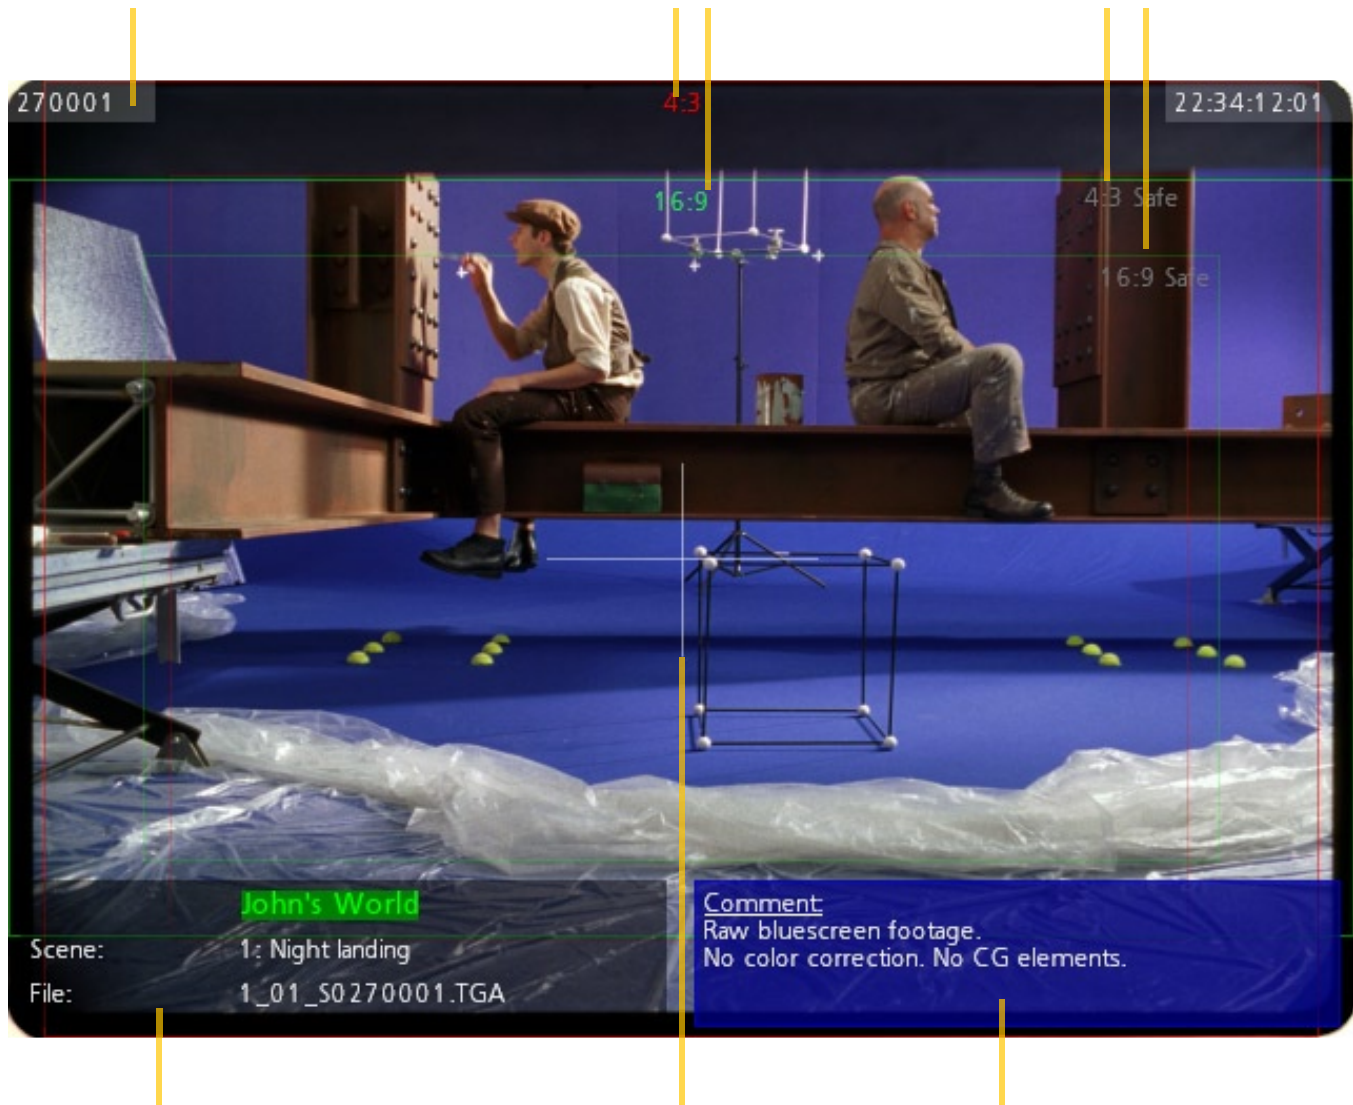 270001
4:3
22:34:12:01
16:9
4:3 Safe
16:9 Safe
John's World
Scene: 1: Night landing
File: 1_01_S0270001.TGA
Comment:
Raw bluescreen footage.
No color correction. No CG elements.